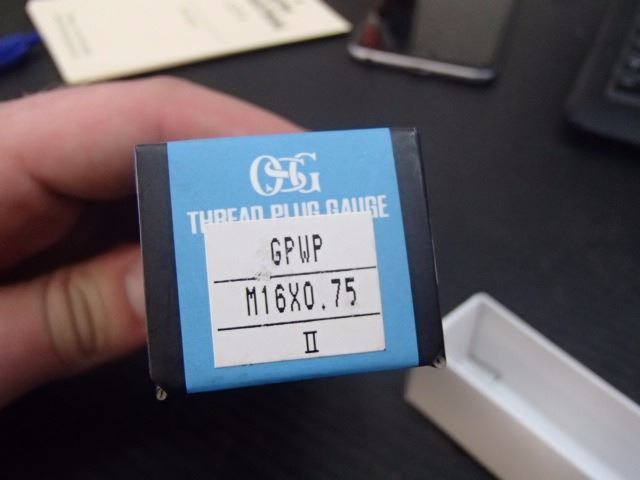 OSG
THREAD PLUG GAUGE
GPWP
M16X0.75
II